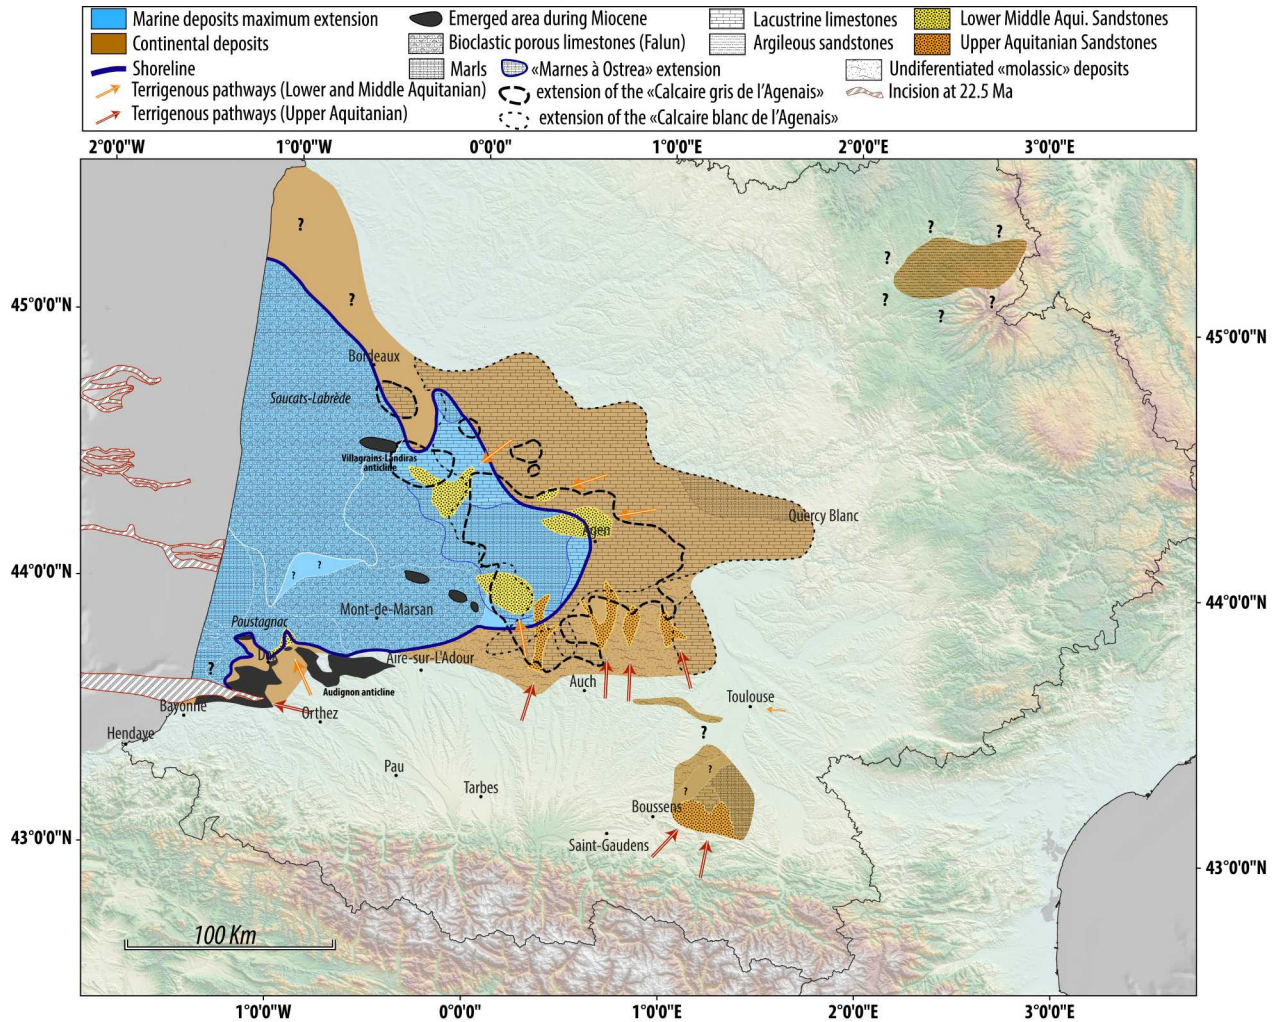 Marine deposits maximum extension
Continental deposits
Shoreline
Terrigenous pathways (Lower and Middle Aquitanian)
Terrigenous pathways (Upper Aquitanian)
Emerged area during Miocene
Bioclastic porous limestones (Falun)
Marls
«Marnes à Ostrea» extension
extension of the «Calcaire gris de l'Agenais»
extension of the «Calcaire blanc de l'Agenais»
Lacustrine limestones
Argileous sandstones
Lower Middle Aqui. Sandstones
Upper Aquitanian Sandstones
Undiferentiated «molassic» deposits
Incision at 22.5 Ma
2°0'0"W
1°0'0"W
0°0'0"
1°0'0"E
2°0'0"E
3°0'0"E
?
?
?
?
?
?
?
?
45°0'0"N
45°0'0"N
Bordeaux
Saucats-Labrède
Villagrains-Landiras
anticline
Quercy Blanc
Agen
44°0'0"N
44°0'0"N
?
?
Mont-de-Marsan
Poustagnac
?
Aire-sur-L'Adour
Audignon anticline
Auch
Toulouse
Bayonne
Orthez
Hendaye
?
?
?
Pau
Tarbes
Boussens
Saint-Gaudens
43°0'0"N
43°0'0"N
100 Km
1°0'0"W
0°0'0"
1°0'0"E
2°0'0"E
3°0'0"E